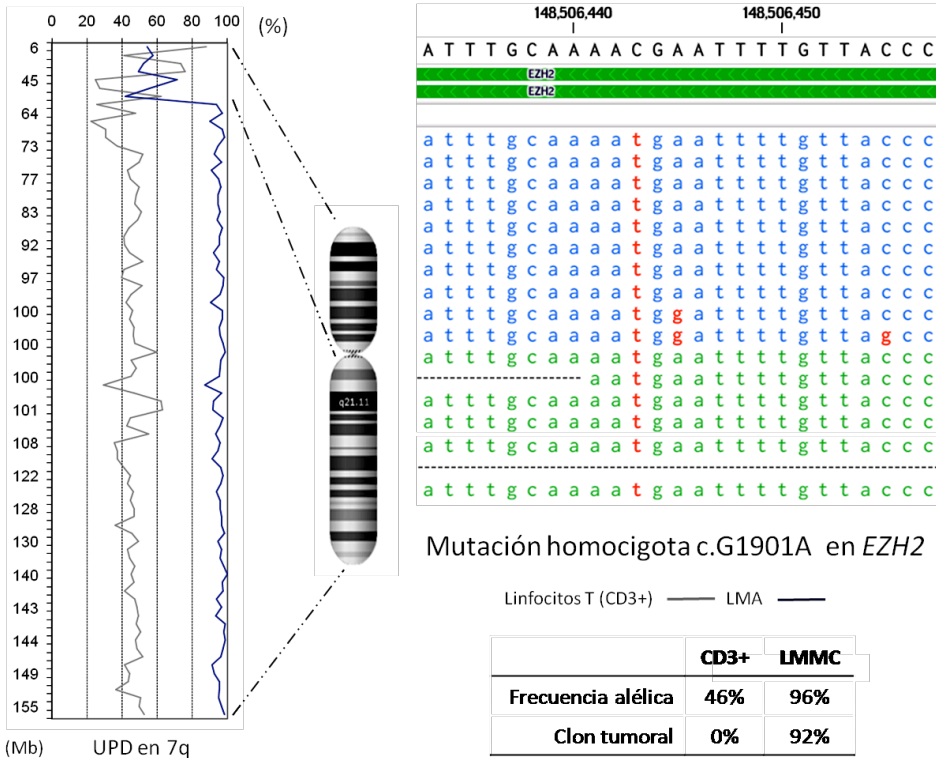 0 20 40 60 80 100 (%)
6
45
64
73
77
83
92
97
100
100
100
101
108
122
128
130
140
143
144
149
155
(Mb) UPD en 7q
q21.11
148,506,440 148,506,450
A T T T G C A A A A C G A A T T T T G T T A C C C
EZH2
EZH2
a t t t g c a a a a t g a a t t t t g t t a c c c
a t t t g c a a a a t g a a t t t t g t t a c c c
a t t t g c a a a a t g a a t t t t g t t a c c c
a t t t g c a a a a t g a a t t t t g t t a c c c
a t t t g c a a a a t g a a t t t t g t t a c c c
a t t t g c a a a a t g a a t t t t g t t a c c c
a t t t g c a a a a t g a a t t t t g t t a c c c
a t t t g c a a a a t g a a t t t t g t t a c c c
a t t t g c a a a a t g g a t t t t g t t a c c c
a t t t g c a a a a t g g a t t t t g t t a g c c
a t t t g c a a a a t g a a t t t t g t t a c c c
a a t g a a t t t t g t t a c c c
a t t t g c a a a a t g a a t t t t g t t a c c c
a t t t g c a a a a t g a a t t t t g t t a c c c
a t t t g c a a a a t g a a t t t t g t t a c c c
a t t t g c a a a a t g a a t t t t g t t a c c c
Mutación homocigota c.G1901A en EZH2
Linfocitos T (CD3+) LMA
CD3+ LMMC
Frecuencia alélica 46% 96%
Clon tumoral 0% 92%